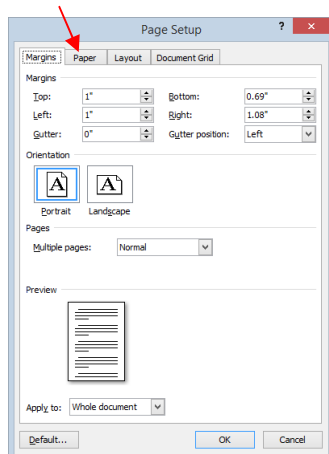 Page Setup ? ×
Margins Paper Layout Document Grid
Margins
Top: 1" Bottom: 0.69"
Left: 1" Right: 1.08"
Gutter: 0" Gutter position: Left
Orientation
A A
Portrait Landscape
Pages
Multiple pages: Normal
Preview
Apply to: Whole document
Default... OK Cancel